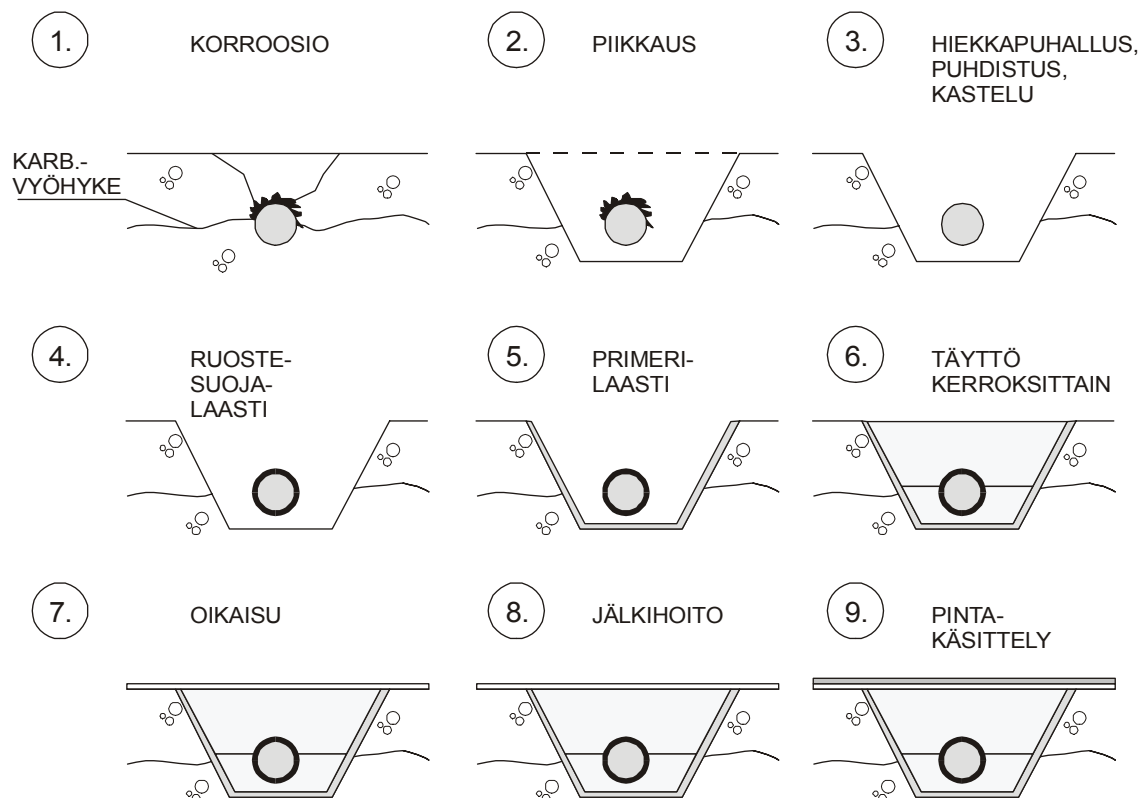 1.
KORROOSIO
2.
PIIKKAUS
3.
HIEKKAPUHALLUS,
PUHDISTUS,
KASTELU
KARB.-
VYÖHYKE
4.
RUOSTE-
SUOJA-
LAASTI
5.
PRIMERI-
LAASTI
6.
TÄYTTÖ
KERROKSITTAIN
7.
OIKAISU
8.
JÄLKIHOITO
9.
PINTA-
KÄSITTELY